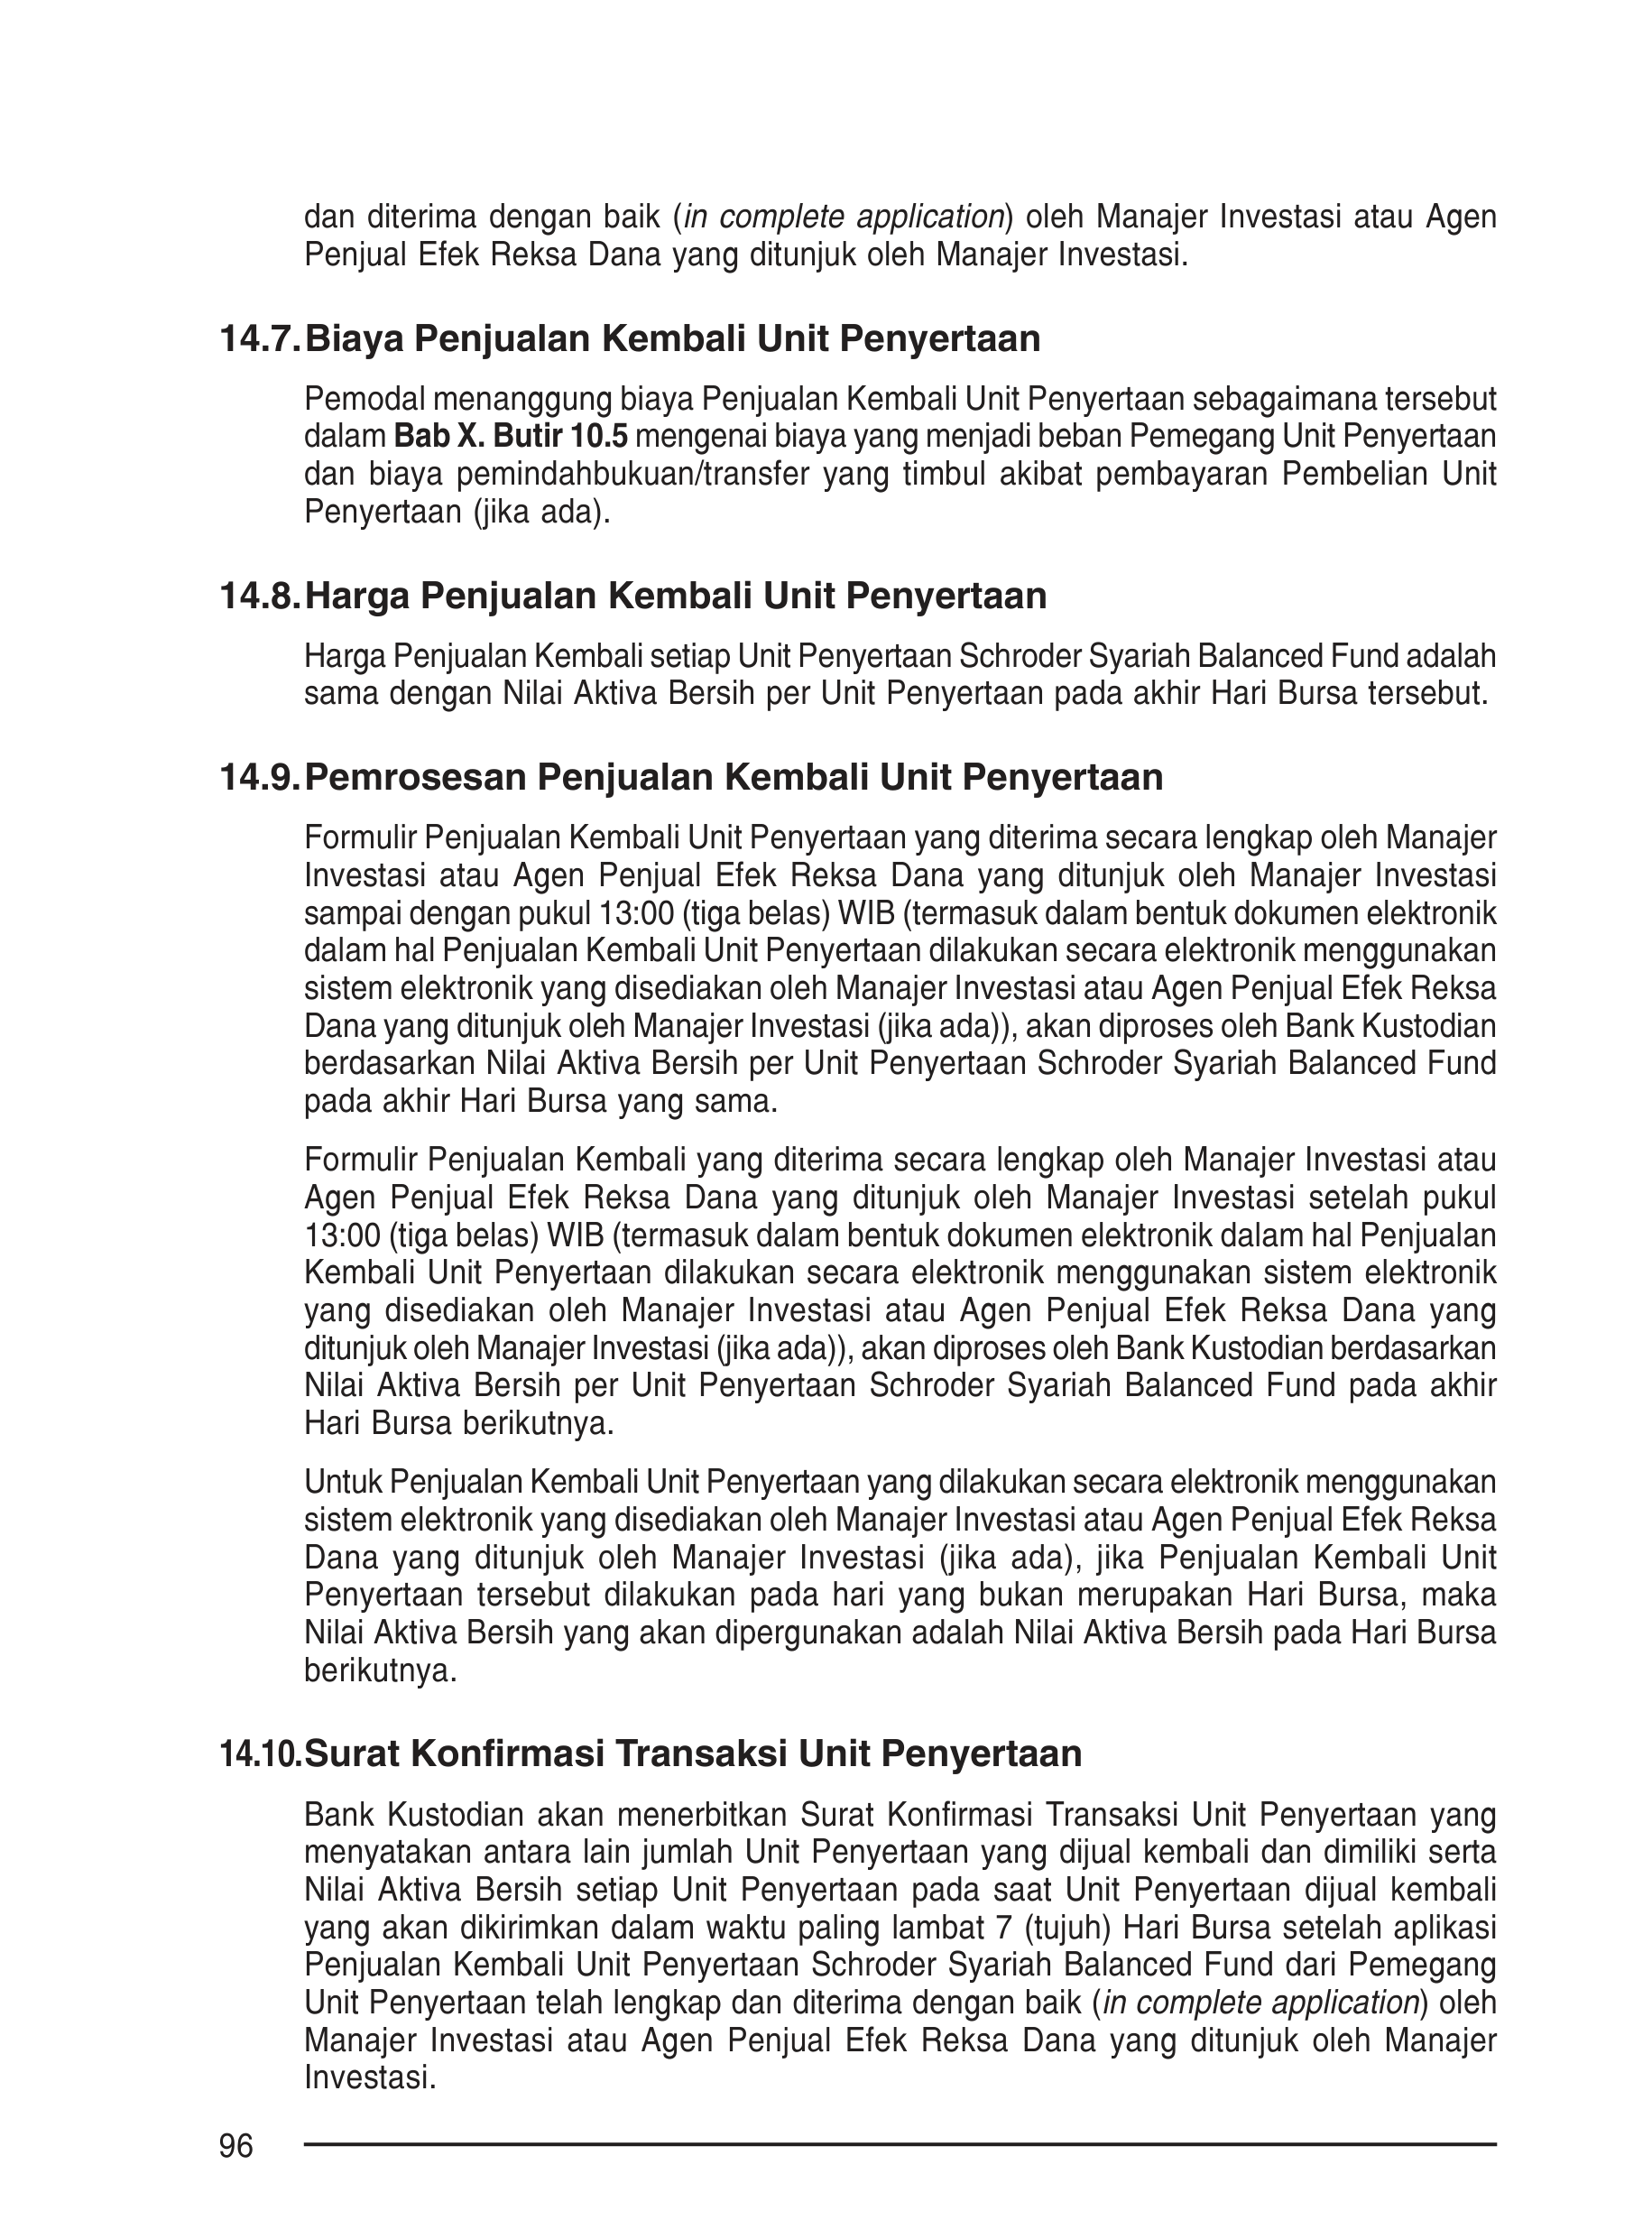 dan diterima dengan baik (in complete application) oleh Manajer Investasi atau Agen
Penjual Efek Reksa Dana yang ditunjuk oleh Manajer Investasi.
14.7. Biaya Penjualan Kembali Unit Penyertaan
Pemodal menanggung biaya Penjualan Kembali Unit Penyertaan sebagaimana tersebut
dalam Bab X. Butir 10.5 mengenai biaya yang menjadi beban Pemegang Unit Penyertaan
dan biaya pemindahbukuan/transfer yang timbul akibat pembayaran Pembelian Unit
Penyertaan (jika ada).
14.8. Harga Penjualan Kembali Unit Penyertaan
Harga Penjualan Kembali setiap Unit Penyertaan Schroder Syariah Balanced Fund adalah
sama dengan Nilai Aktiva Bersih per Unit Penyertaan pada akhir Hari Bursa tersebut.
14.9. Pemrosesan Penjualan Kembali Unit Penyertaan
Formulir Penjualan Kembali Unit Penyertaan yang diterima secara lengkap oleh Manajer
Investasi atau Agen Penjual Efek Reksa Dana yang ditunjuk oleh Manajer Investasi
sampai dengan pukul 13:00 (tiga belas) WIB (termasuk dalam bentuk dokumen elektronik
dalam hal Penjualan Kembali Unit Penyertaan dilakukan secara elektronik menggunakan
sistem elektronik yang disediakan oleh Manajer Investasi atau Agen Penjual Efek Reksa
Dana yang ditunjuk oleh Manajer Investasi (jika ada)), akan diproses oleh Bank Kustodian
berdasarkan Nilai Aktiva Bersih per Unit Penyertaan Schroder Syariah Balanced Fund
pada akhir Hari Bursa yang sama.
Formulir Penjualan Kembali yang diterima secara lengkap oleh Manajer Investasi atau
Agen Penjual Efek Reksa Dana yang ditunjuk oleh Manajer Investasi setelah pukul
13:00 (tiga belas) WIB (termasuk dalam bentuk dokumen elektronik dalam hal Penjualan
Kembali Unit Penyertaan dilakukan secara elektronik menggunakan sistem elektronik
yang disediakan oleh Manajer Investasi atau Agen Penjual Efek Reksa Dana yang
ditunjuk oleh Manajer Investasi (jika ada)), akan diproses oleh Bank Kustodian berdasarkan
Nilai Aktiva Bersih per Unit Penyertaan Schroder Syariah Balanced Fund pada akhir
Hari Bursa berikutnya.
Untuk Penjualan Kembali Unit Penyertaan yang dilakukan secara elektronik menggunakan
sistem elektronik yang disediakan oleh Manajer Investasi atau Agen Penjual Efek Reksa
Dana yang ditunjuk oleh Manajer Investasi (jika ada), jika Penjualan Kembali Unit
Penyertaan tersebut dilakukan pada hari yang bukan merupakan Hari Bursa, maka
Nilai Aktiva Bersih yang akan dipergunakan adalah Nilai Aktiva Bersih pada Hari Bursa
berikutnya.
14.10. Surat Konfirmasi Transaksi Unit Penyertaan
Bank Kustodian akan menerbitkan Surat Konfirmasi Transaksi Unit Penyertaan yang
menyatakan antara lain jumlah Unit Penyertaan yang dijual kembali dan dimiliki serta
Nilai Aktiva Bersih setiap Unit Penyertaan pada saat Unit Penyertaan dijual kembali
yang akan dikirimkan dalam waktu paling lambat 7 (tujuh) Hari Bursa setelah aplikasi
Penjualan Kembali Unit Penyertaan Schroder Syariah Balanced Fund dari Pemegang
Unit Penyertaan telah lengkap dan diterima dengan baik (in complete application) oleh
Manajer Investasi atau Agen Penjual Efek Reksa Dana yang ditunjuk oleh Manajer
Investasi.
96